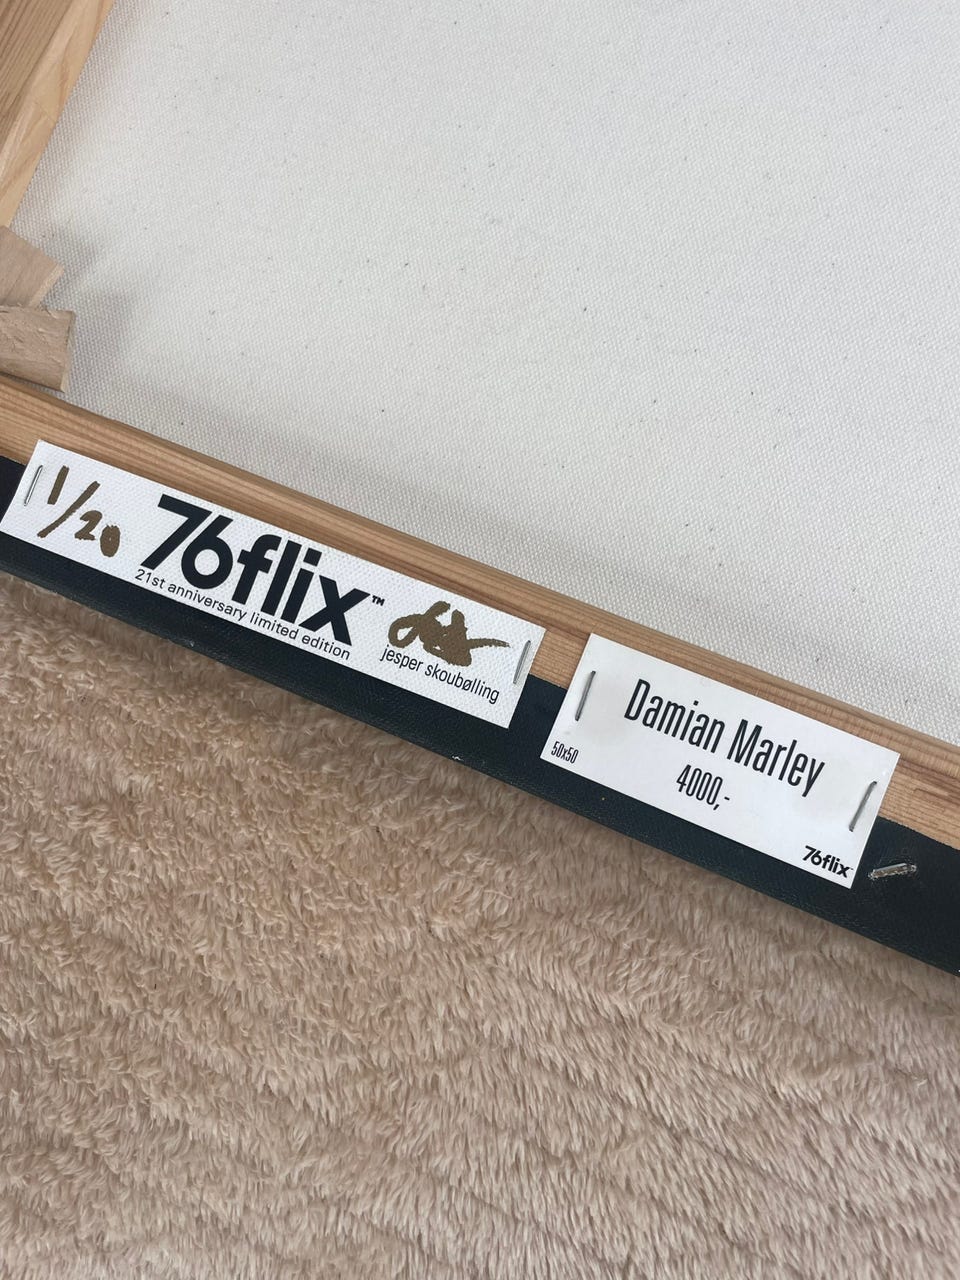 1/20
76flix™
21st anniversary limited edition
jesper skoubølling
Damian Marley
4000,-
50x50
76flix